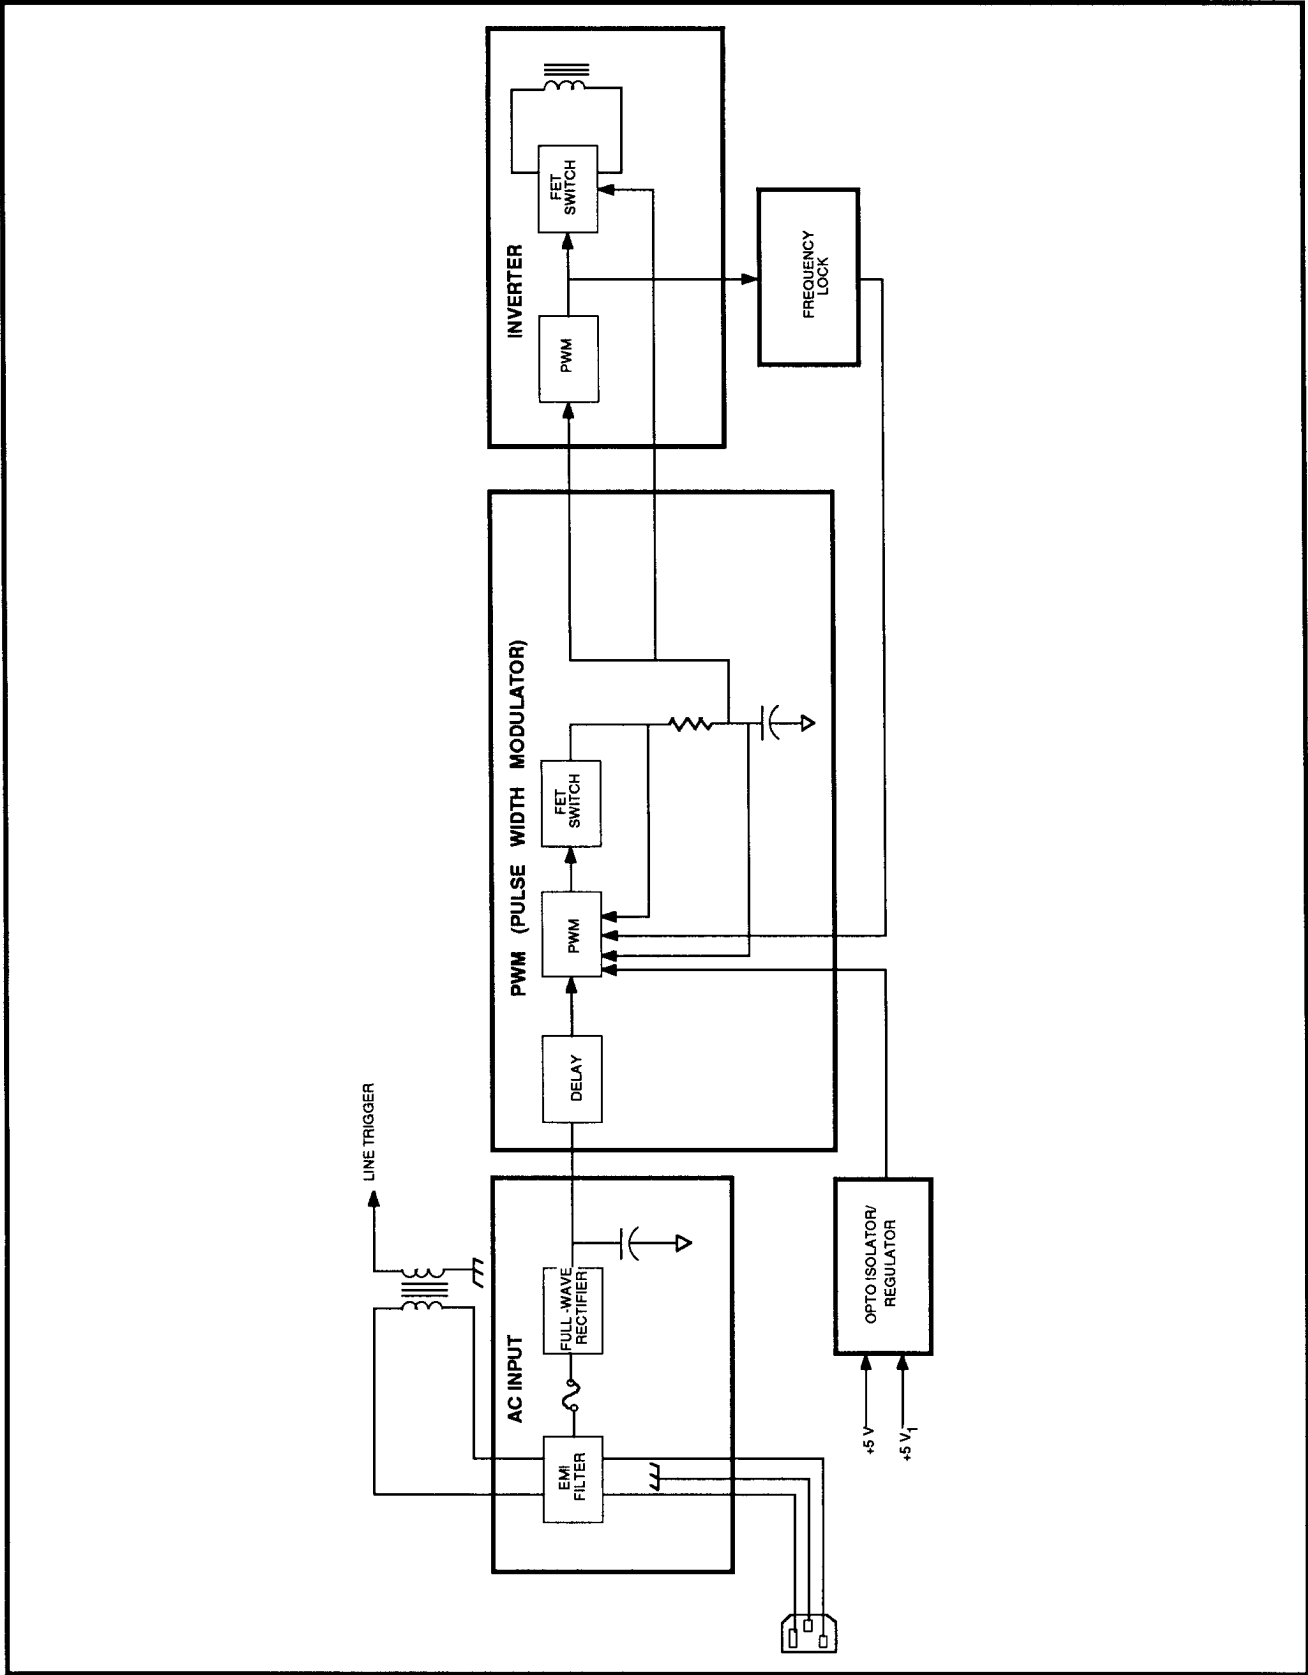 LINE TRIGGER
AC INPUT
EMI
FILTER
FULL-WAVE
RECTIFIER
+5 V
+5 V1
OPTO ISOLATOR/
REGULATOR
PWM (PULSE WIDTH MODULATOR)
DELAY
PWM
FET
SWITCH
INVERTER
PWM
FET
SWITCH
FREQUENCY
LOCK